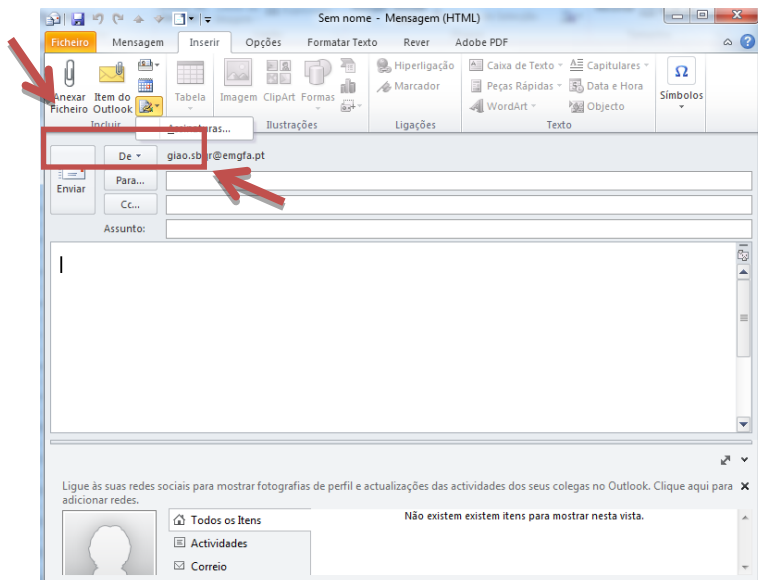 Sem nome - Mensagem (HTML)
Ficheiro Mensagem Inserir Opções Formatar Texto Rever Adobe PDF
Anexar Ficheiro
Item do Outlook
Tabela
Imagem ClipArt Formas
Hiperligação
Marcador
Caixa de Texto
Peças Rápidas
WordArt
Capitulares
Data e Hora
Objecto
Ω
Símbolos
Incluir Ilustrações Ligações Texto
Assinaturas...
De
Enviar
Para...
Cc...
Assunto:
Ligue às suas redes sociais para mostrar fotografias de perfil e actualizações das actividades dos seus colegas no Outlook. Clique aqui para
adicionar redes.
Todos os Itens
Actividades
Correio
Não existem existem itens para mostrar nesta vista.